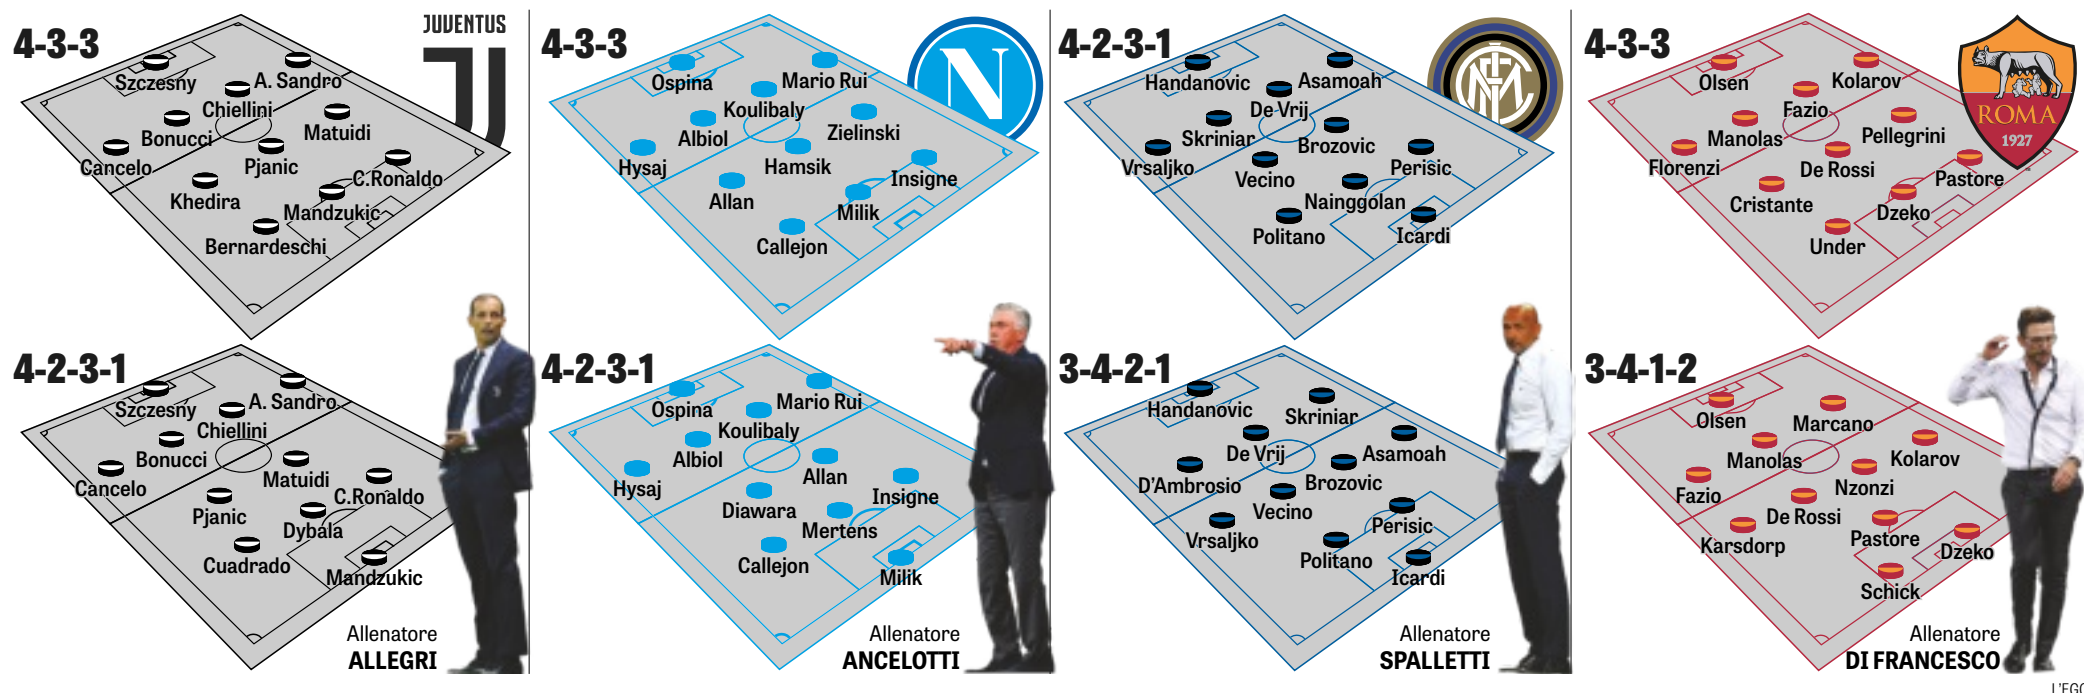 JUVENTUS
4-3-3
Szczesny
A. Sandro
Chiellini
Bonucci
Matuidi
Cancelo
Pjanic
C.Ronaldo
Khedira
Mandzukic
Bernardeschi
4-2-3-1
Szczesny
A. Sandro
Chiellini
Bonucci
Matuidi
Cancelo
C.Ronaldo
Pjanic
Dybala
Cuadrado
Mandzukic
Allenatore
ALLEGRI
4-3-3
N
Ospina
Mario Rui
Koulibaly
Albiol
Zielinski
Hysaj
Hamsik
Insigne
Allan
Milik
Callejon
4-2-3-1
Ospina
Mario Rui
Koulibaly
Albiol
Allan
Hysaj
Insigne
Diawara
Mertens
Callejon
Milik
Allenatore
ANCELOTTI
4-2-3-1
Handanovic
Asamoah
De Vrij
Skriniar
Brozovic
Vrsaljko
Perisic
Vecino
Nainggolan
Politano
Icardi
3-4-2-1
Handanovic
Skriniar
De Vrij
Asamoah
D'Ambrosio
Brozovic
Vecino
Perisic
Vrsaljko
Politano
Icardi
Allenatore
SPALLETTI
4-3-3
ROMA
1927
Olsen
Kolarov
Fazio
Manolas
Pellegrini
Florenzi
De Rossi
Pastore
Cristante
Dzeko
Under
3-4-1-2
Olsen
Marcano
Manolas
Kolarov
Fazio
Nzonzi
De Rossi
Karsdorp
Pastore
Dzeko
Schick
Allenatore
DI FRANCESCO
L'EGO